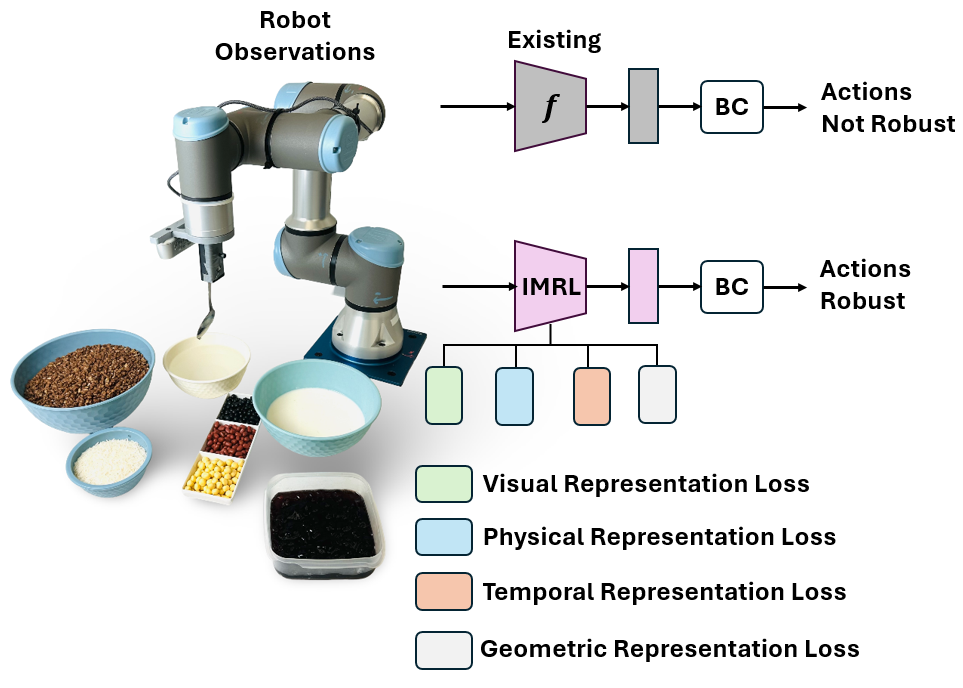 Robot
Observations
Existing
f
BC
Actions
Not Robust
IMRL
BC
Actions
Robust
Visual Representation Loss
Physical Representation Loss
Temporal Representation Loss
Geometric Representation Loss